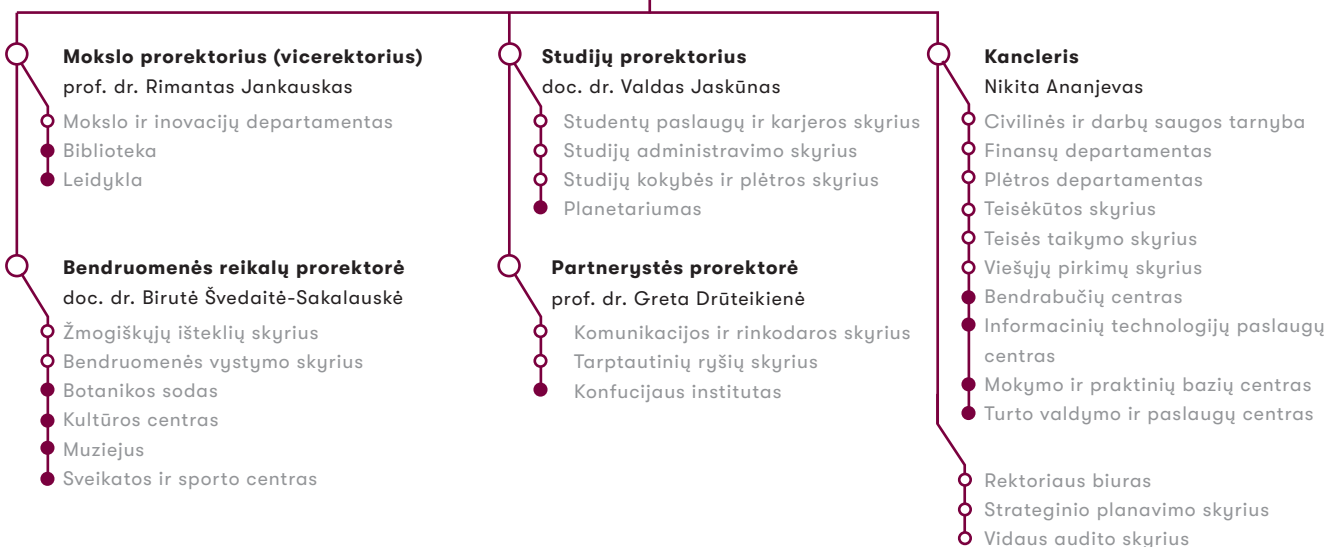 Mokslo prorektorius (vicerektorius)
prof. dr. Rimantas Jankauskas
Mokslo ir inovacijų departamentas
Biblioteka
Leidykla
Bendruomenės reikalų prorektorė
doc. dr. Birutė Švedaitė-Sakalauskė
Žmogiškųjų išteklių skyrius
Bendruomenės vystymo skyrius
Botanikos sodas
Kultūros centras
Muziejus
Sveikatos ir sporto centras
Studijų prorektorius
doc. dr. Valdas Jaskūnas
Studentų paslaugų ir karjeros skyrius
Studijų administravimo skyrius
Studijų kokybės ir plėtros skyrius
Planetariumas
Partnerystės prorektorė
prof. dr. Greta Drūteikienė
Komunikacijos ir rinkodaros skyrius
Tarptautinių ryšių skyrius
Konfucijaus institutas
Kancleris
Nikita Ananjevas
Civilinės ir darbų saugos tarnyba
Finansų departamentas
Plėtros departamentas
Teisėkūtos skyrius
Teisės taikymo skyrius
Viešųjų pirkimų skyrius
Bendrabučių centras
Informacinių technologijų paslaugų
centras
Mokymo ir praktinių bazių centras
Turto valdymo ir paslaugų centras
Rektoriaus biuras
Strateginio planavimo skyrius
Vidaus audito skyrius